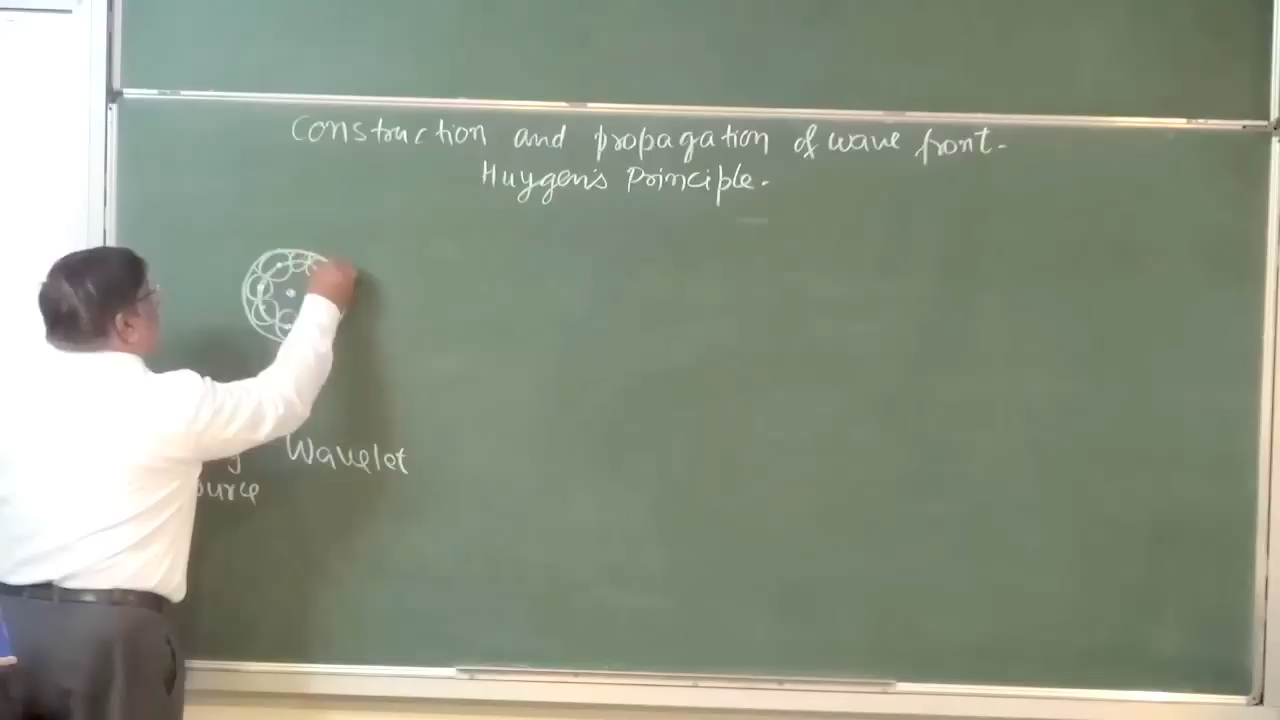 Construction and propagation of wave front.
Huygen's Principle.
Wavelet